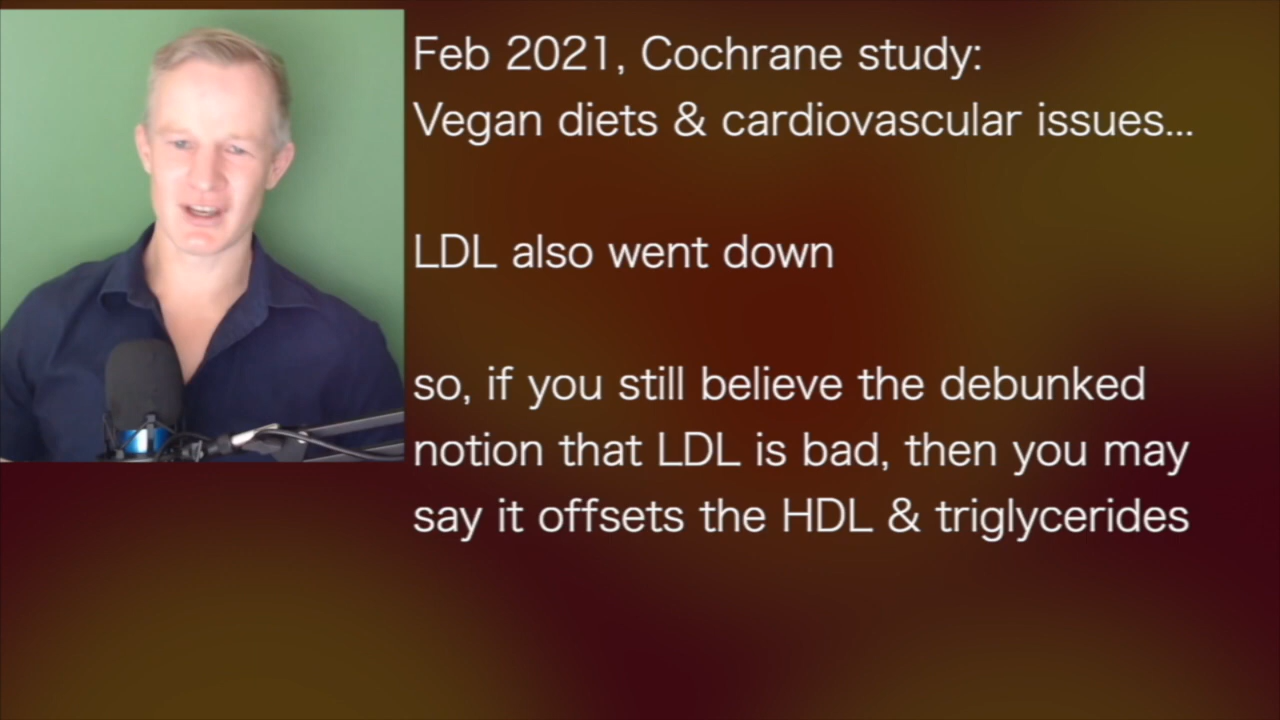 Feb 2021, Cochrane study:
Vegan diets & cardiovascular issues...
LDL also went down
so, if you still believe the debunked
notion that LDL is bad, then you may
say it offsets the HDL & triglycerides